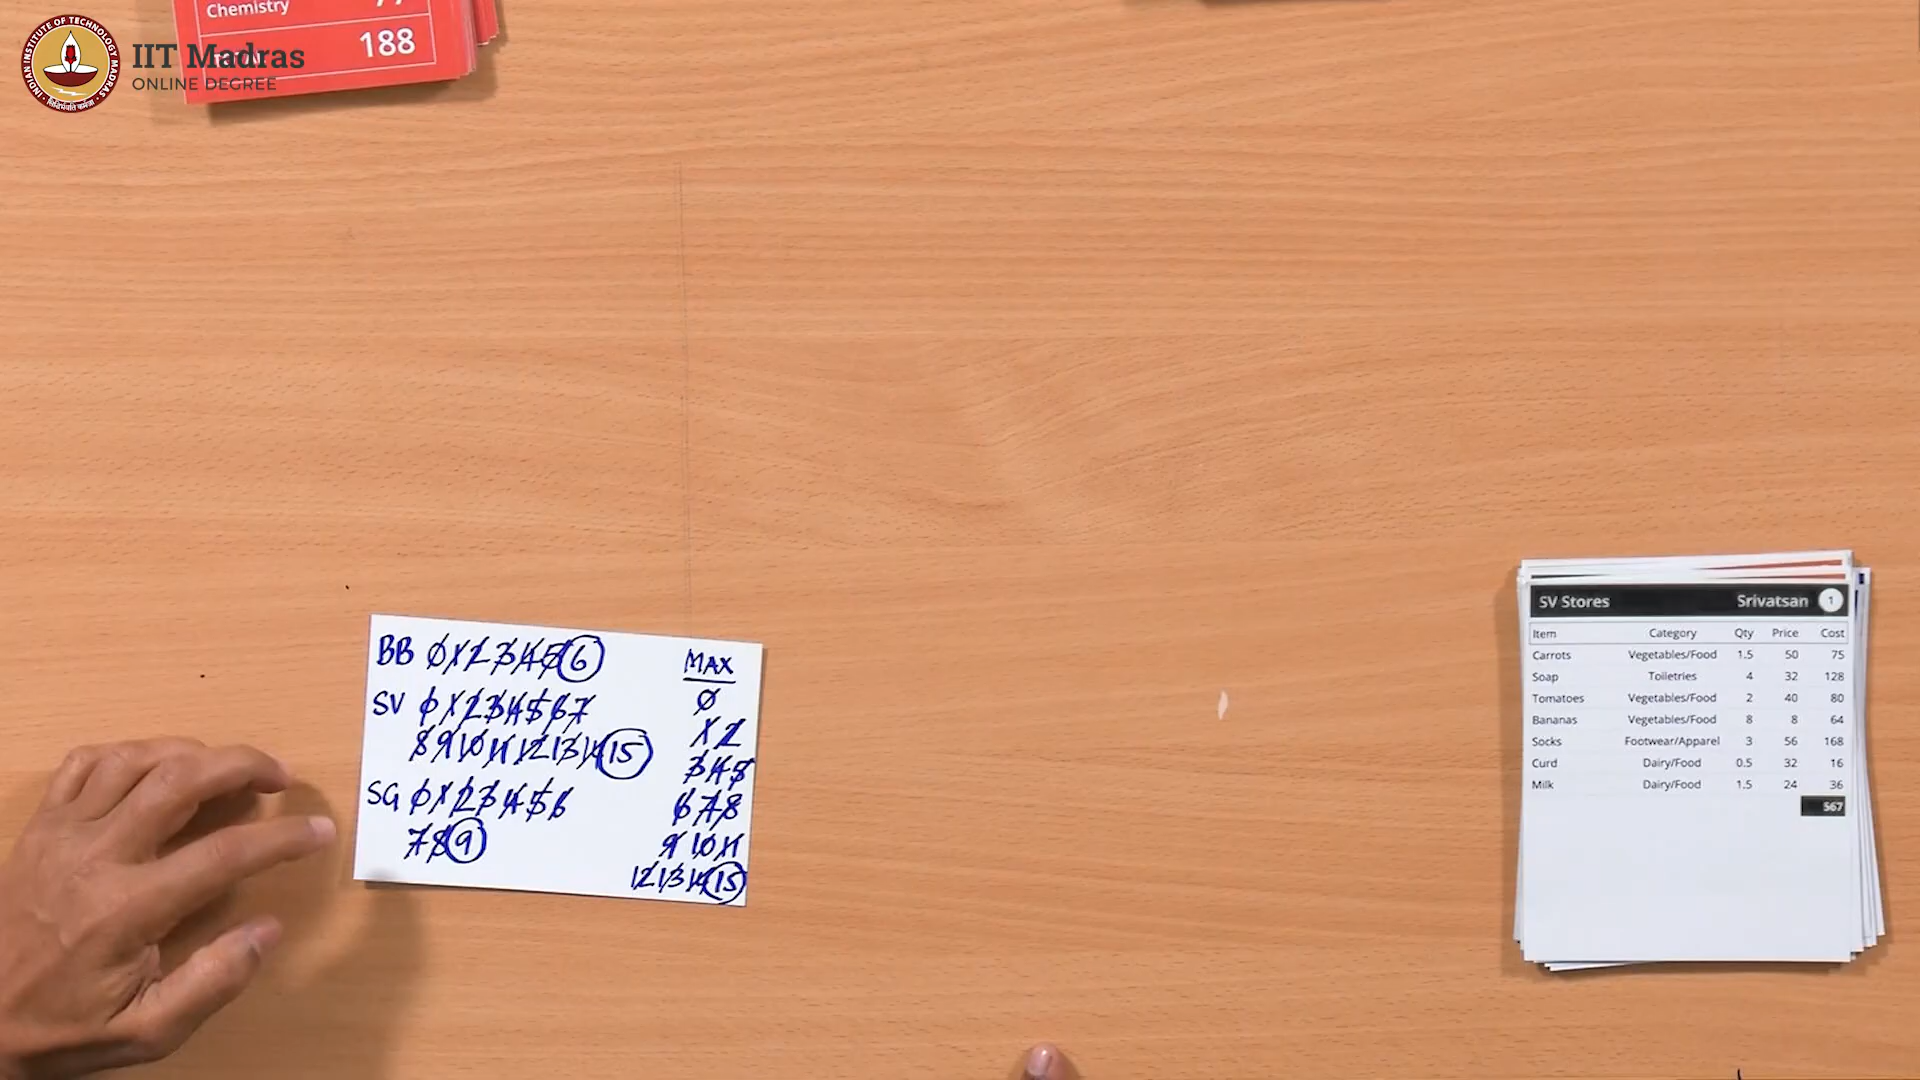 Chemistry
188
IIT Madras
ONLINE DEGREE
INDIAN INSTITUTE OF TECHNOLOGY MADRAS
BB 0 1 2 3 4 5 6
SV 0 1 2 3 4 5 6 7
8 9 10 11 12 13 14 15
SG 0 1 2 3 4 5 6
7 8 9
MAX
0
1 2
3 4 5
6 7 8
9 10 11
12 13 14 15
SV Stores Srivatsan 1
Item Category Qty Price Cost
Carrots Vegetables/Food 1.5 50 75
Soap Toiletries 4 32 128
Tomatoes Vegetables/Food 2 40 80
Bananas Vegetables/Food 8 8 64
Socks Footwear/Apparel 3 56 168
Curd Dairy/Food 0.5 32 16
Milk Dairy/Food 1.5 24 36
567